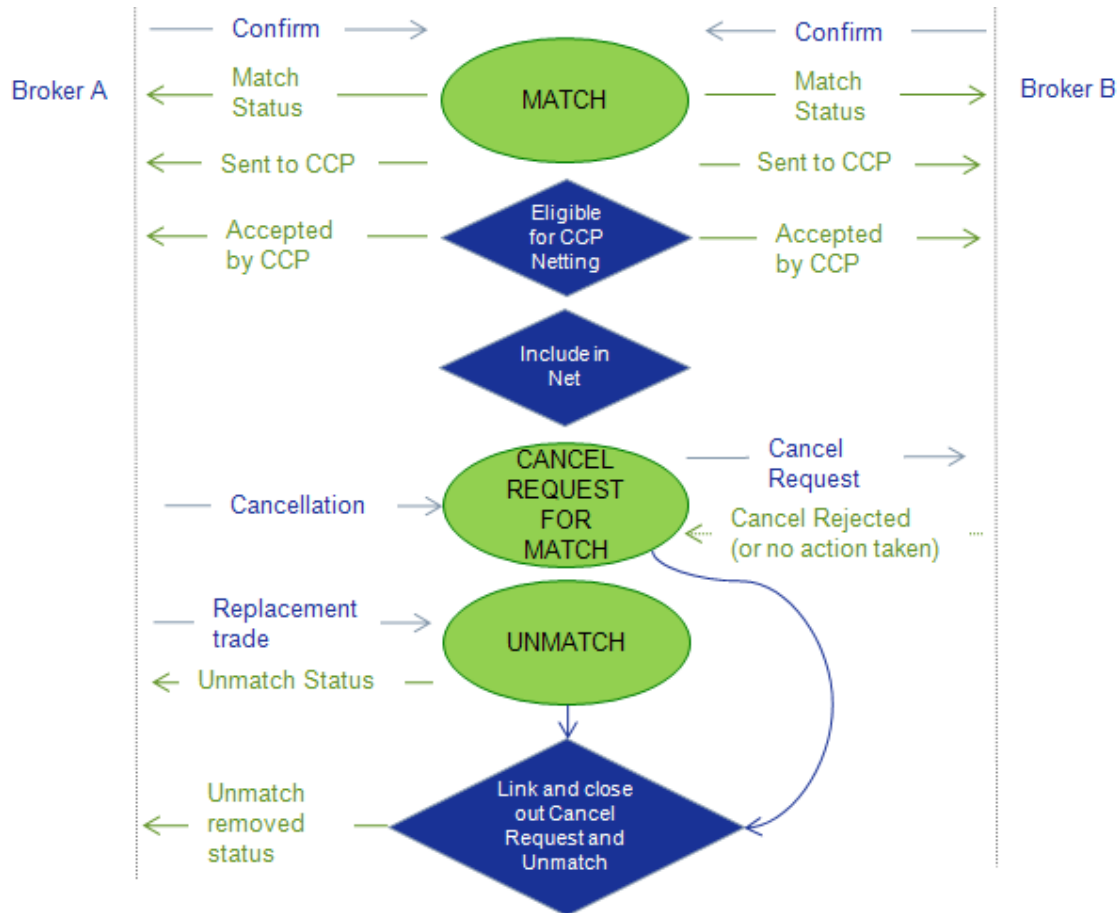 Confirm
Confirm
Broker A
Match
Status
MATCH
Match
Status
Broker B
Sent to CCP
Sent to CCP
Accepted
by CCP
Eligible
for CCP
Netting
Accepted
by CCP
Include in
Net
Cancellation
CANCEL
REQUEST
FOR
MATCH
Cancel
Request
Cancel Rejected
(or no action taken)
Replacement
trade
UNMATCH
Unmatch Status
Unmatch
removed
status
Link and close
out Cancel
Request and
Unmatch